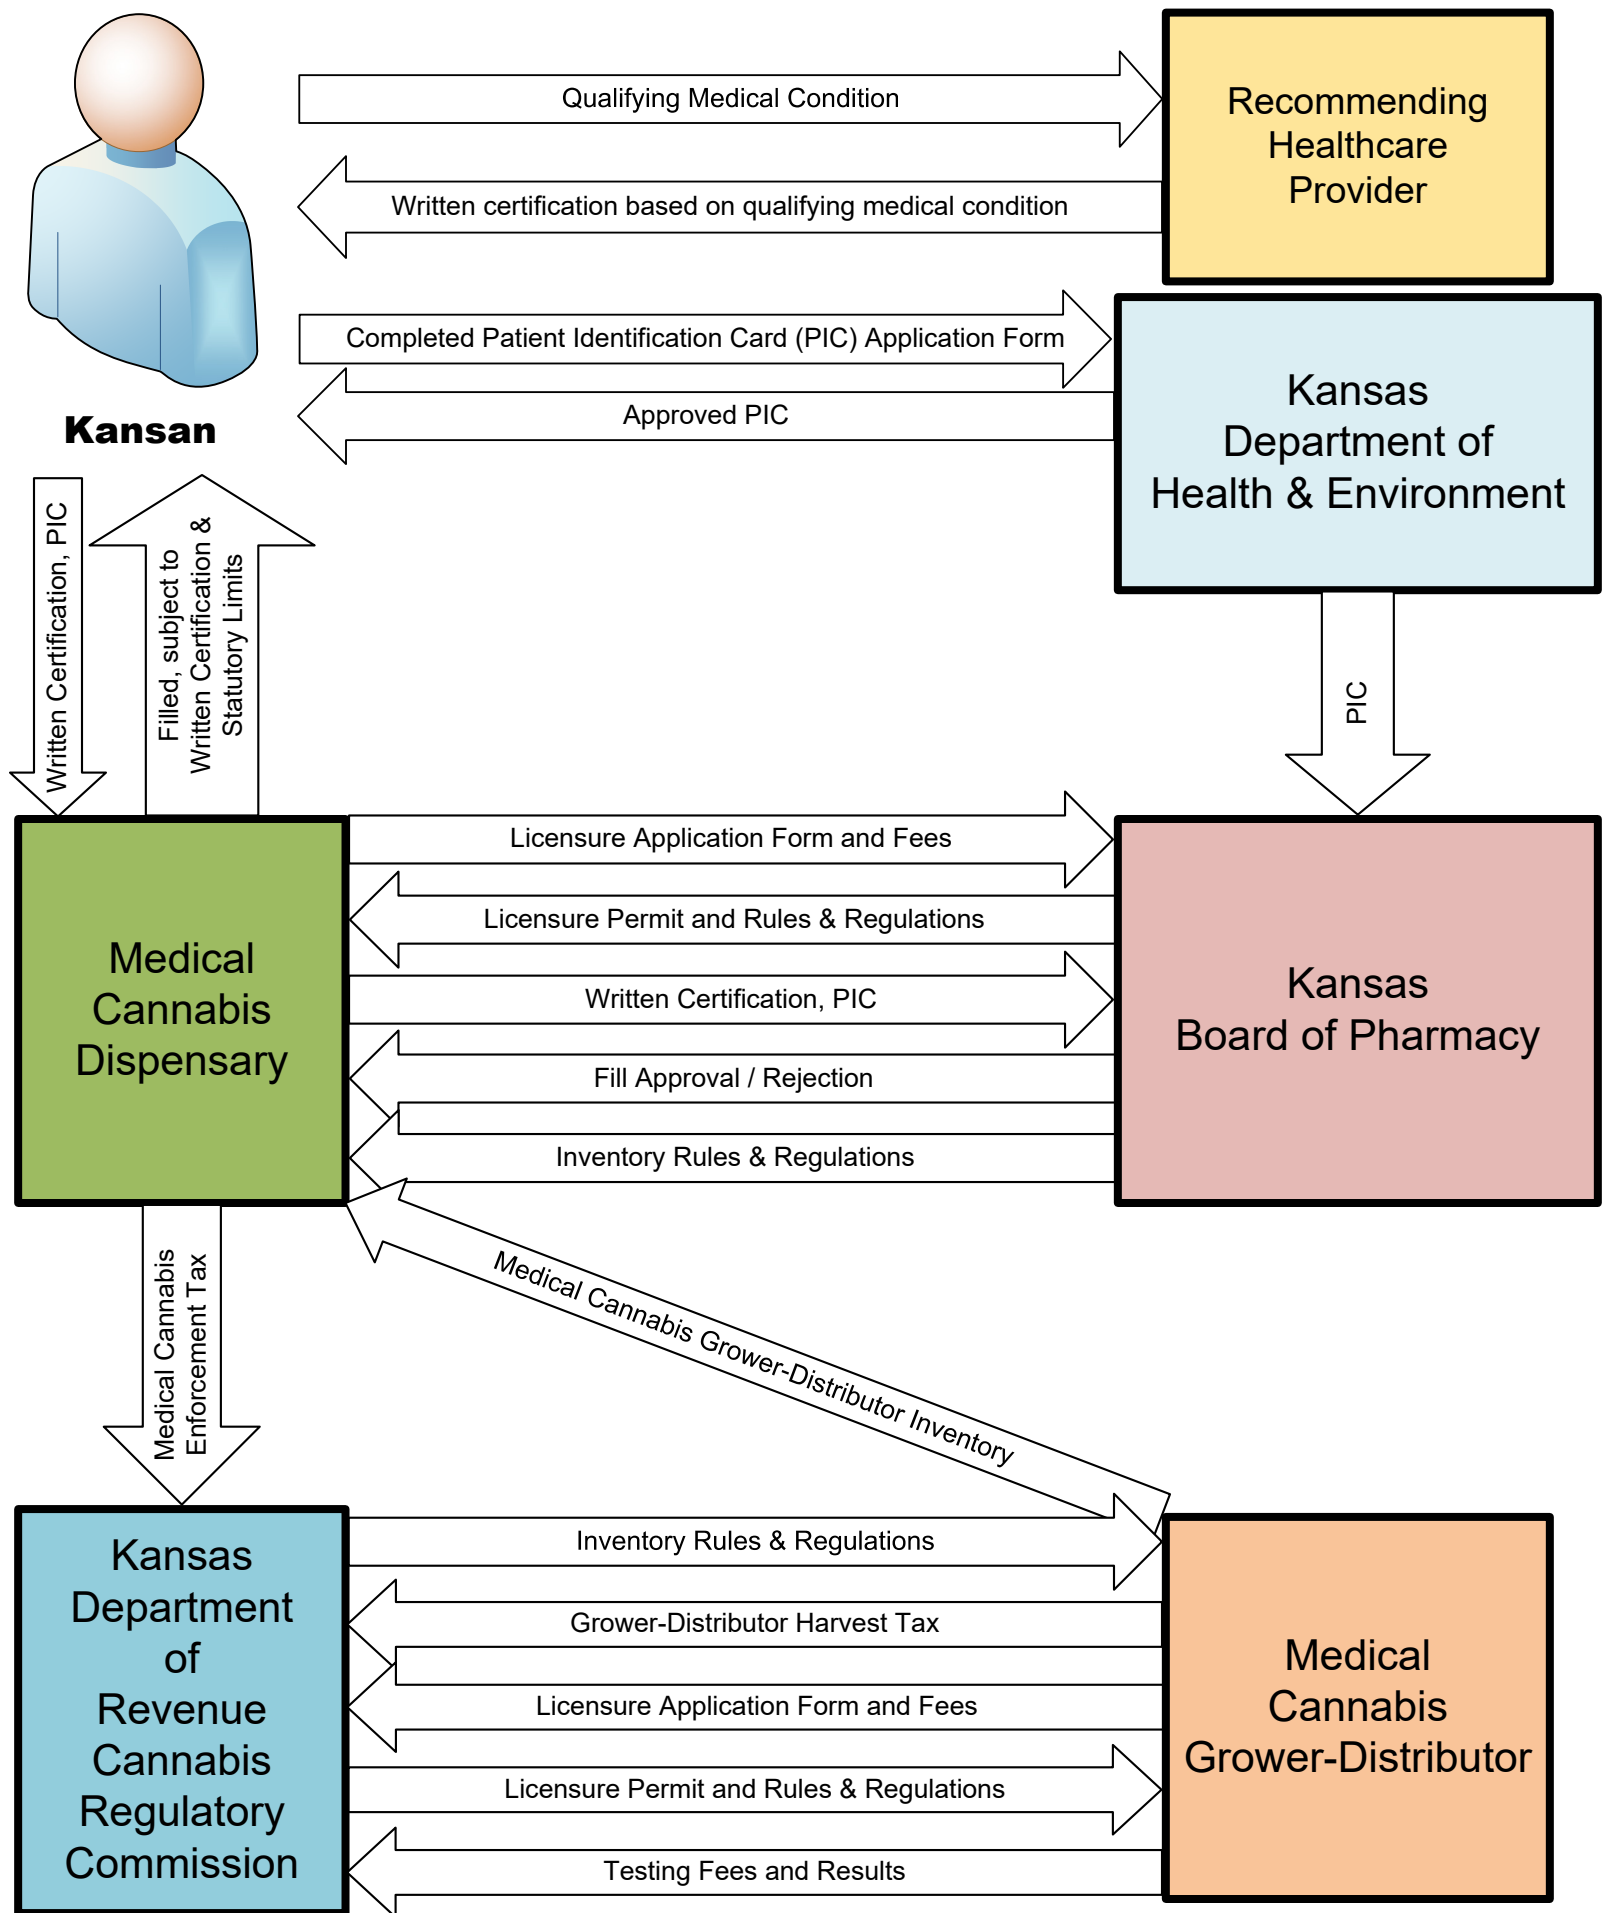 Qualifying Medical Condition
Recommending
Healthcare
Provider
Written certification based on qualifying medical condition
Completed Patient Identification Card (PIC) Application Form
Approved PIC
Kansas
Department of
Health & Environment
Kansan
Written Certification, PIC
Filled, subject to
Written Certification &
Statutory Limits
PIC
Medical
Cannabis
Dispensary
Licensure Application Form and Fees
Licensure Permit and Rules & Regulations
Written Certification, PIC
Fill Approval / Rejection
Inventory Rules & Regulations
Kansas
Board of Pharmacy
Medical Cannabis
Enforcement Tax
Medical Cannabis Grower-Distributor Inventory
Kansas
Department
of
Revenue
Cannabis
Regulatory
Commission
Inventory Rules & Regulations
Grower-Distributor Harvest Tax
Licensure Application Form and Fees
Licensure Permit and Rules & Regulations
Testing Fees and Results
Medical
Cannabis
Grower-Distributor